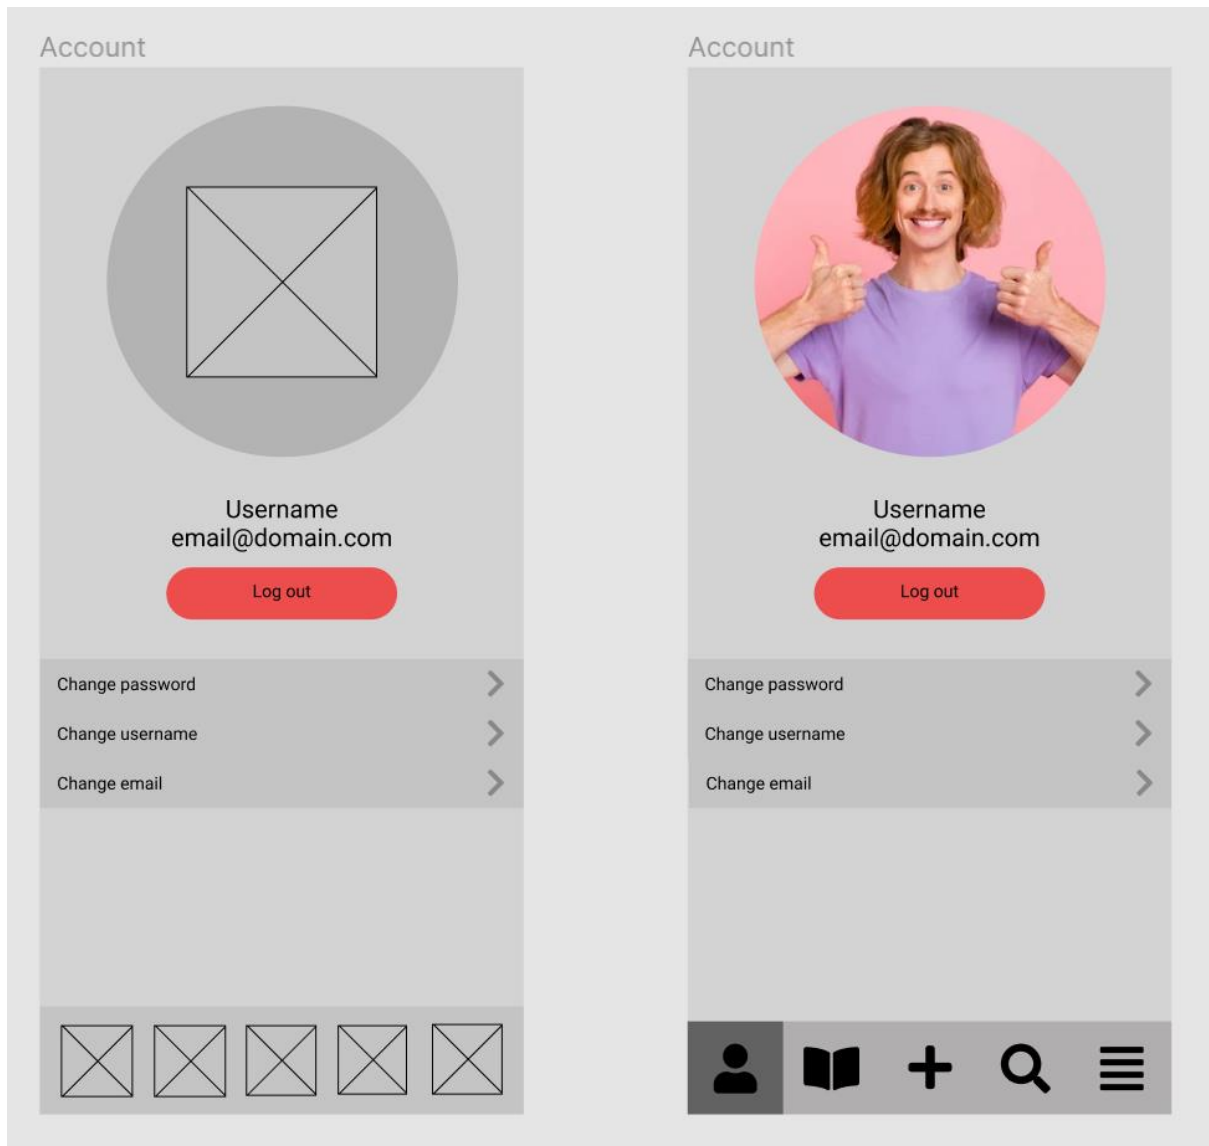 Account
Username
email@domain.com
Log out
Change password
Change username
Change email
Account
Username
email@domain.com
Log out
Change password
Change username
Change email